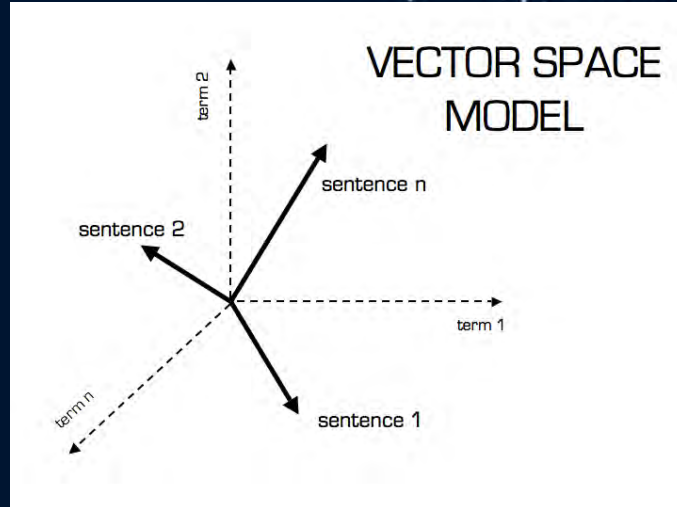 VECTOR SPACE
MODEL
term 2
sentence n
sentence 2
term 1
term n
sentence 1